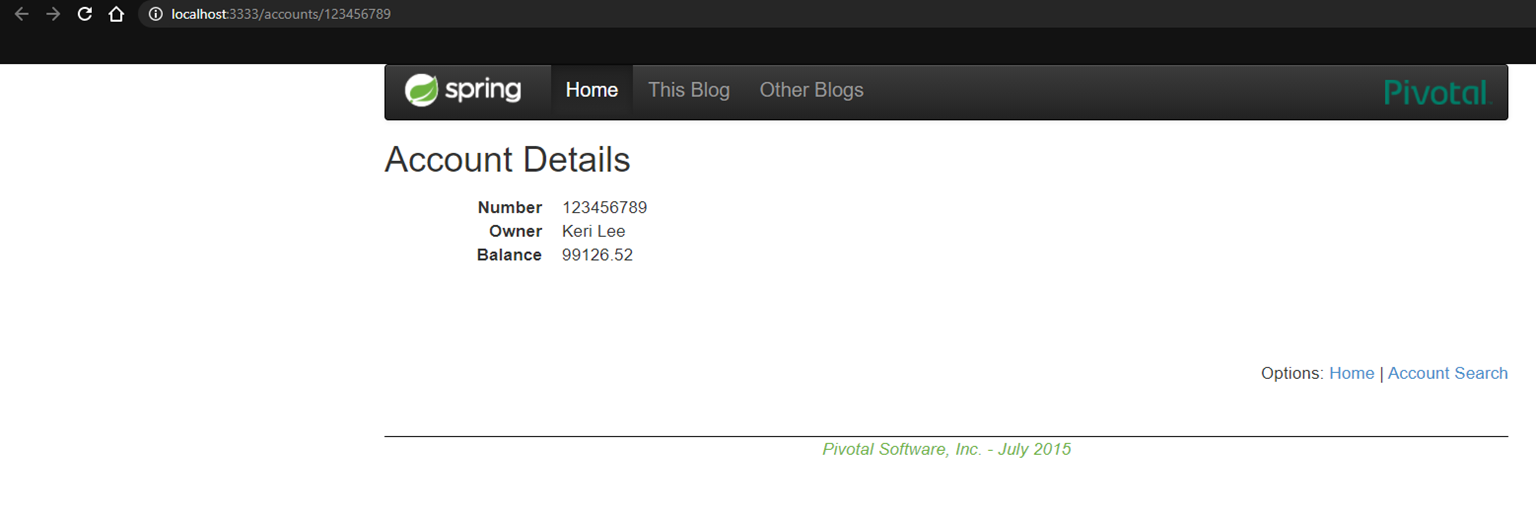 localhost:3333/accounts/123456789
spring Home This Blog Other Blogs Pivotal
Account Details
Number 123456789
Owner Keri Lee
Balance 99126.52
Options: Home | Account Search
Pivotal Software, Inc. - July 2015